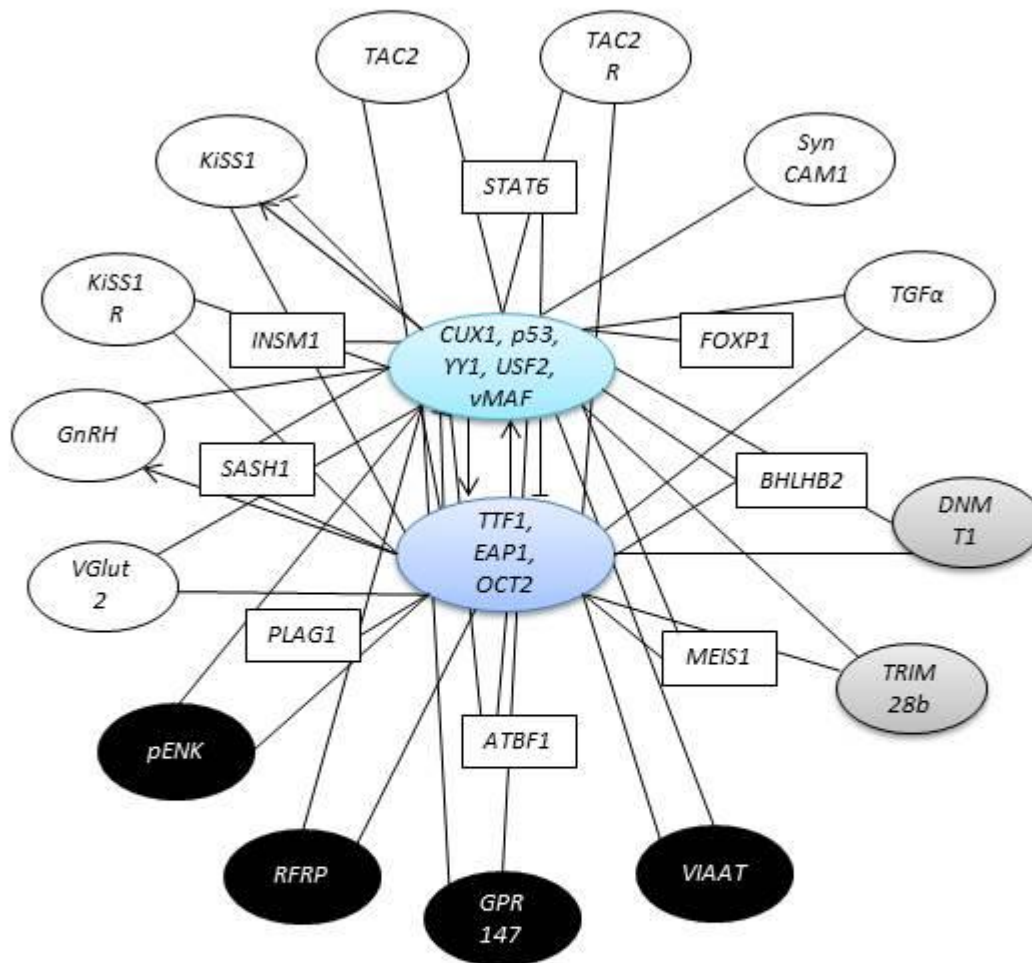 TAC2
TAC2
R
KiSS1
Syn
CAM1
STAT6
KiSS1
R
TGFα
INSM1
CUX1, p53,
YY1, USF2,
vMAF
FOXP1
GnRH
SASH1
BHLHB2
DNM
T1
TTF1,
EAP1,
OCT2
VGlut
2
PLAG1
MEIS1
TRIM
28b
pENK
ATBF1
RFRP
VIAAT
GPR
147